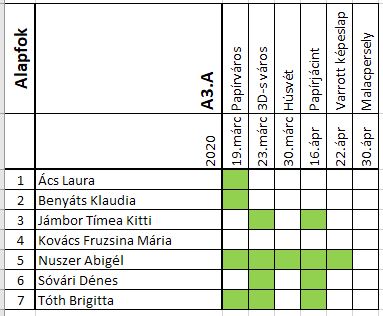 Alapfok
A3.A
Papírváros
3D-s város
Húsvét
Papírjácint
Varrott képeslap
Malacpersely
2020
19.márc
23.márc
30.márc
16.ápr
22.ápr
30.ápr
1 Ács Laura
2 Benyáts Klaudia
3 Jámbor Tímea Kitti
4 Kovács Fruzsina Mária
5 Nuszer Abigél
6 Sóvári Dénes
7 Tóth Brigitta